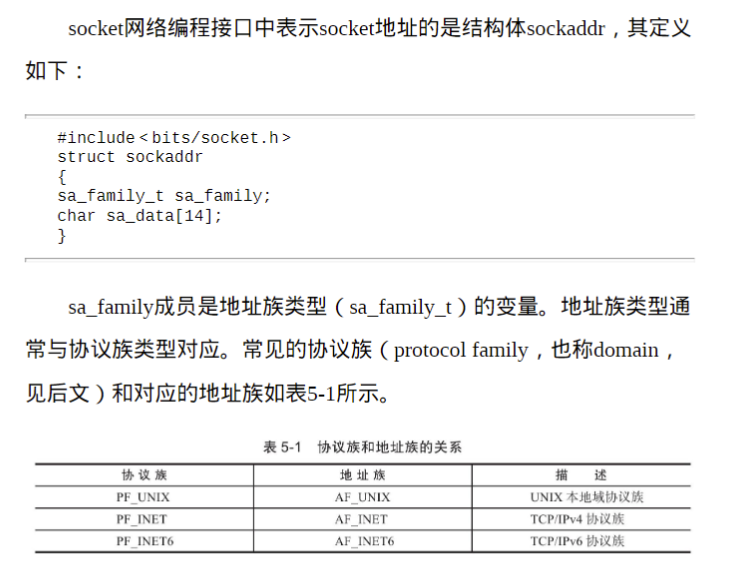 socket网络编程接口中表示socket地址的是结构体sockaddr，其定义
如下：
#include＜bits/socket.h＞
struct sockaddr
{
sa_family_t sa_family;
char sa_data[14];
}
sa_family成员是地址族类型（sa_family_t）的变量。地址族类型通
常与协议族类型对应。常见的协议族（protocol family，也称domain，
见后文）和对应的地址族如表5-1所示。
表 5-1 协议族和地址族的关系
协 议 族 地 址 族 描 述
PF_UNIX AF_UNIX UNIX 本地域协议族
PF_INET AF_INET TCP/IPv4 协议族
PF_INET6 AF_INET6 TCP/IPv6 协议族